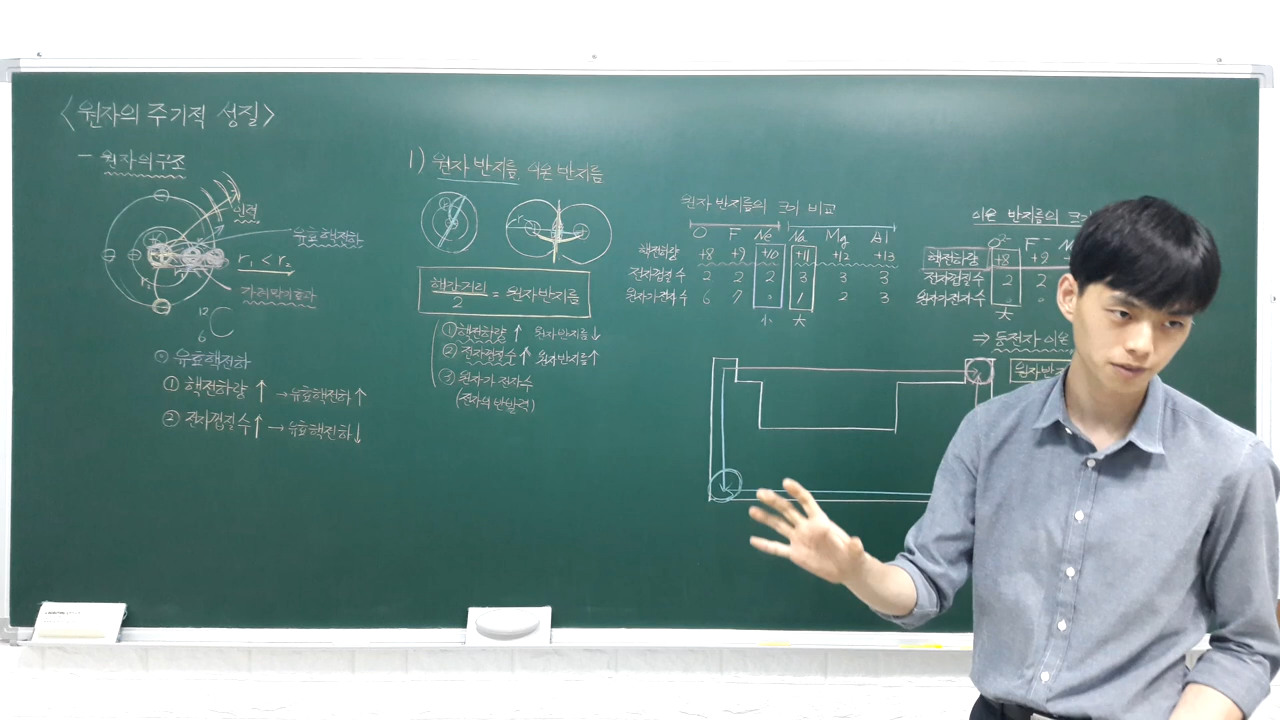 <원자의 주기적 성질>
- 원자의 구조
인력
유효핵전하
r₁ < r₂
가려막기효과
12
C
6
⊙ 유효핵전하
① 핵전하량 ↑ → 유효핵전하 ↑
② 전자껍질수 ↑ → 유효핵전하 ↓
1) 원자 반지름, 이온 반지름
r
핵간거리/2 = 원자반지름
① 핵전하량 ↑ 원자반지름 ↓
② 전자껍질수 ↑ 원자반지름 ↑
③ 원자가 전자수
(전자의 반발력)
원자 반지름의 크기 비교
O F Ne Na Mg Al
핵전하량 +8 +9 +10 +11 +12 +13
전자껍질수 2 2 2 3 3 3
원자가전자수 6 7 0 1 2 3
小 大
이온 반지름의 크
O²⁻ F⁻ N
핵전하량 +8 +9
전자껍질수 2 2
원자가전자수 0 0
大
⇒ 등전자 이온
원자반지